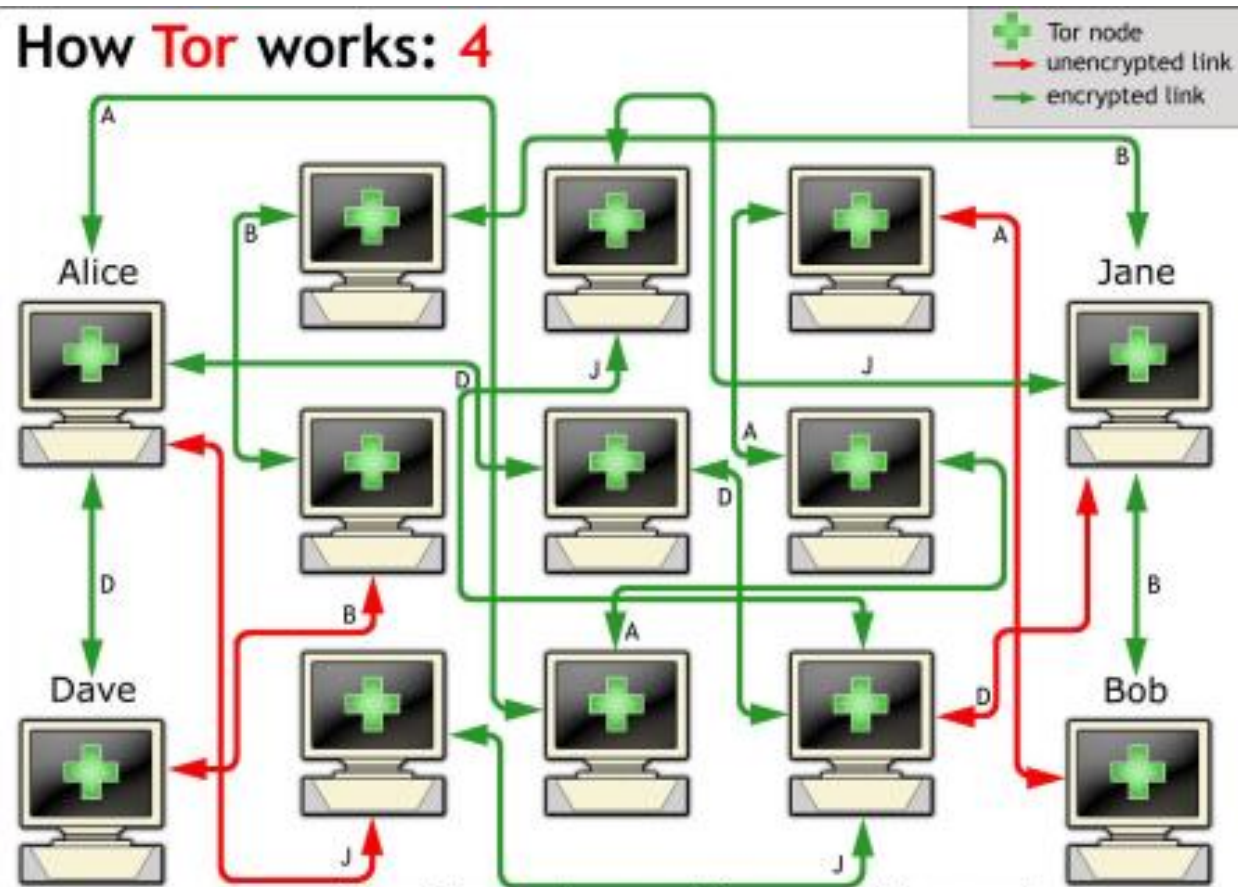 How Tor works: 4
Tor node
unencrypted link
encrypted link
A
B
B
A
Alice
Jane
J
D
J
A
D
D
B
B
A
Dave
D
Bob
J
J